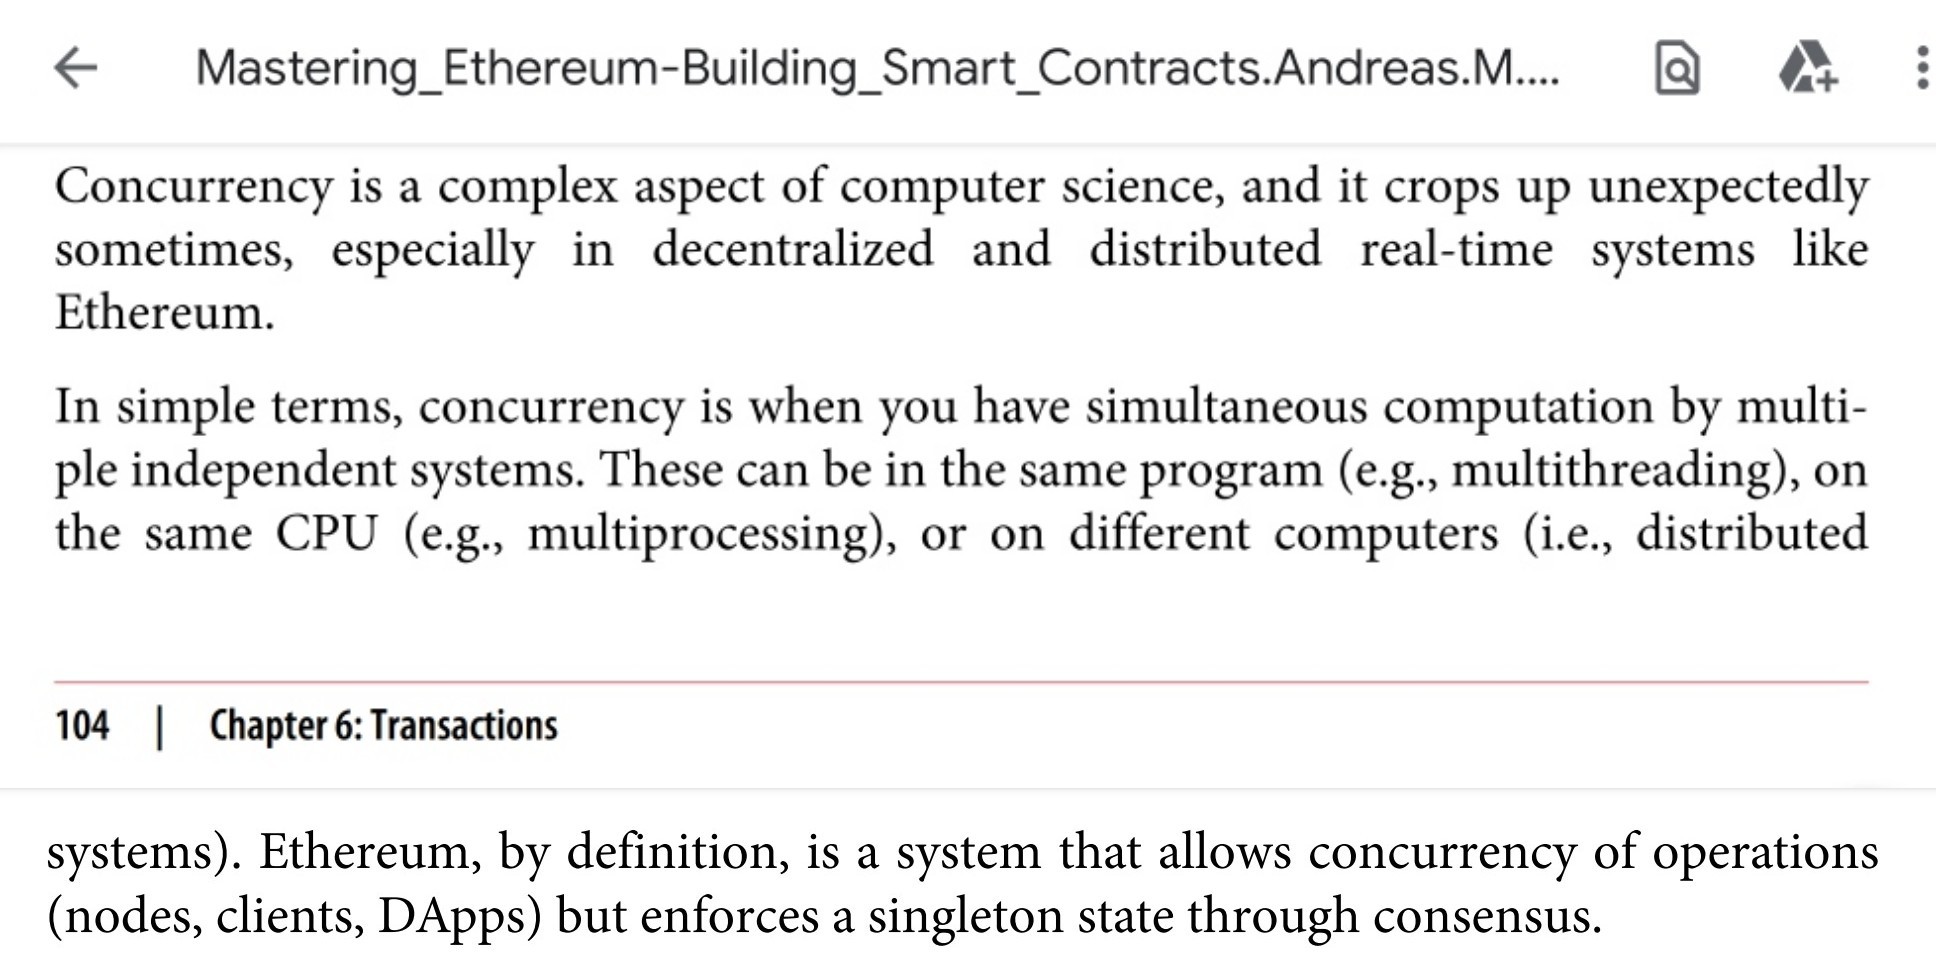 Mastering_Ethereum-Building_Smart_Contracts.Andreas.M....
Concurrency is a complex aspect of computer science, and it crops up unexpectedly
sometimes, especially in decentralized and distributed real-time systems like
Ethereum.
In simple terms, concurrency is when you have simultaneous computation by multi-
ple independent systems. These can be in the same program (e.g., multithreading), on
the same CPU (e.g., multiprocessing), or on different computers (i.e., distributed
104 | Chapter 6: Transactions
systems). Ethereum, by definition, is a system that allows concurrency of operations
(nodes, clients, DApps) but enforces a singleton state through consensus.